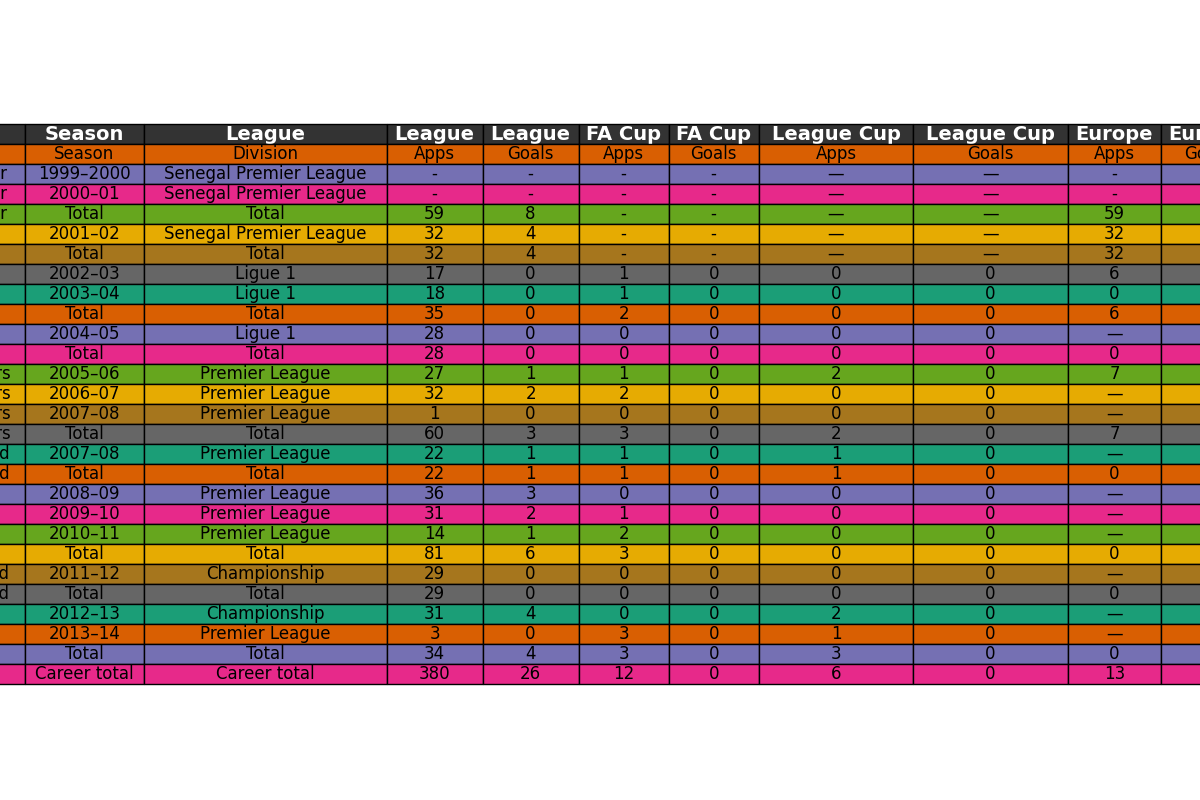 Season League League League FA Cup FA Cup League Cup League Cup Europe Eur
Season Division Apps Goals Apps Goals Apps Goals Apps Go
r 1999–2000 Senegal Premier League - - - - — — -
r 2000–01 Senegal Premier League - - - - — — -
r Total Total 59 8 - - — — 59
2001–02 Senegal Premier League 32 4 - - — — 32
Total Total 32 4 - - — — 32
2002–03 Ligue 1 17 0 1 0 0 0 6
2003–04 Ligue 1 18 0 1 0 0 0 0
Total Total 35 0 2 0 0 0 6
2004–05 Ligue 1 28 0 0 0 0 0 —
Total Total 28 0 0 0 0 0 0
rs 2005–06 Premier League 27 1 1 0 2 0 7
rs 2006–07 Premier League 32 2 2 0 0 0 —
rs 2007–08 Premier League 1 0 0 0 0 0 —
rs Total Total 60 3 3 0 2 0 7
d 2007–08 Premier League 22 1 1 0 1 0 —
d Total Total 22 1 1 0 1 0 0
2008–09 Premier League 36 3 0 0 0 0 —
2009–10 Premier League 31 2 1 0 0 0 —
2010–11 Premier League 14 1 2 0 0 0 —
Total Total 81 6 3 0 0 0 0
d 2011–12 Championship 29 0 0 0 0 0 —
d Total Total 29 0 0 0 0 0 0
2012–13 Championship 31 4 0 0 2 0 —
2013–14 Premier League 3 0 3 0 1 0 —
Total Total 34 4 3 0 3 0 0
Career total Career total 380 26 12 0 6 0 13